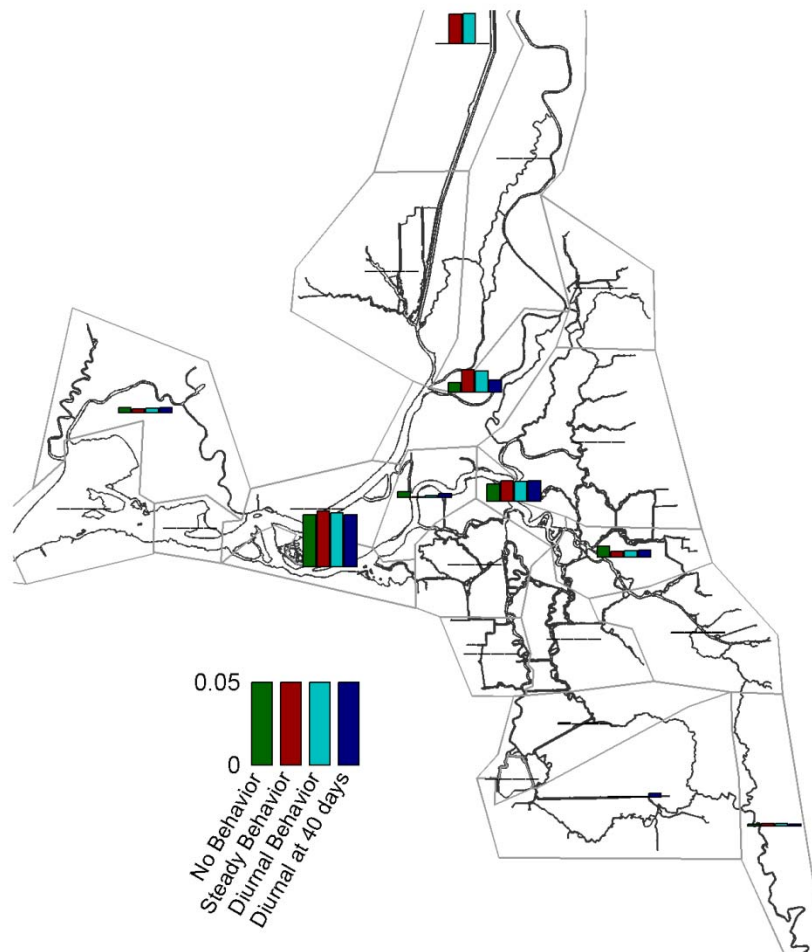 0.05
0
No Behavior
Steady Behavior
Diurnal Behavior
Diurnal at 40 days